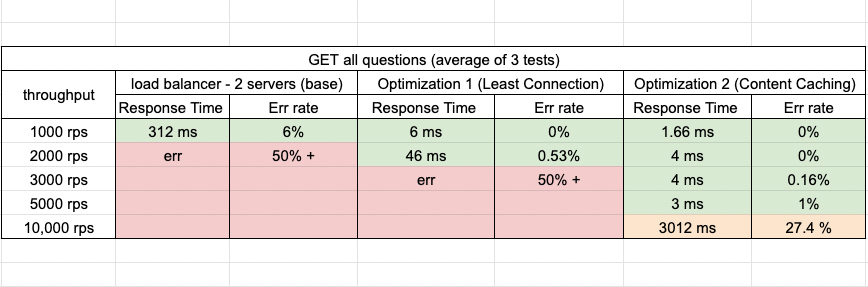 GET all questions (average of 3 tests)
throughput load balancer - 2 servers (base) Optimization 1 (Least Connection) Optimization 2 (Content Caching)
Response Time Err rate Response Time Err rate Response Time Err rate
1000 rps 312 ms 6% 6 ms 0% 1.66 ms 0%
2000 rps err 50% + 46 ms 0.53% 4 ms 0%
3000 rps err 50% + 4 ms 0.16%
5000 rps 3 ms 1%
10,000 rps 3012 ms 27.4 %